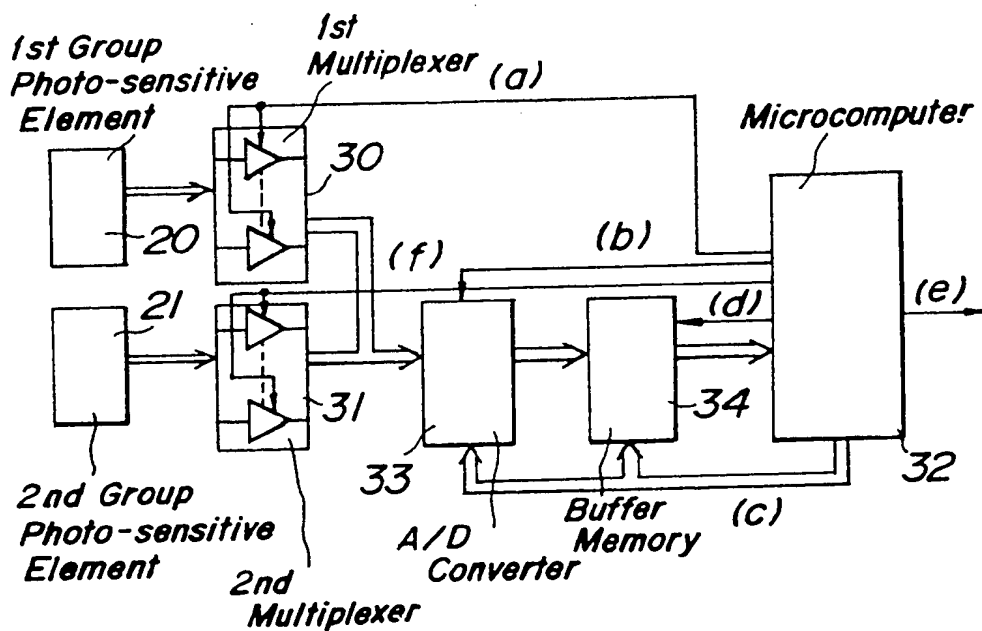 1st Group
Photo-sensitive
Element
1st
Multiplexer
(a)
Microcomputer
30
20
(f)
(b)
(d)
(e)
21
31
33
34
32
2nd Group
Photo-sensitive
Element
2nd
Multiplexer
A/D
Converter
Buffer
Memory
(c)